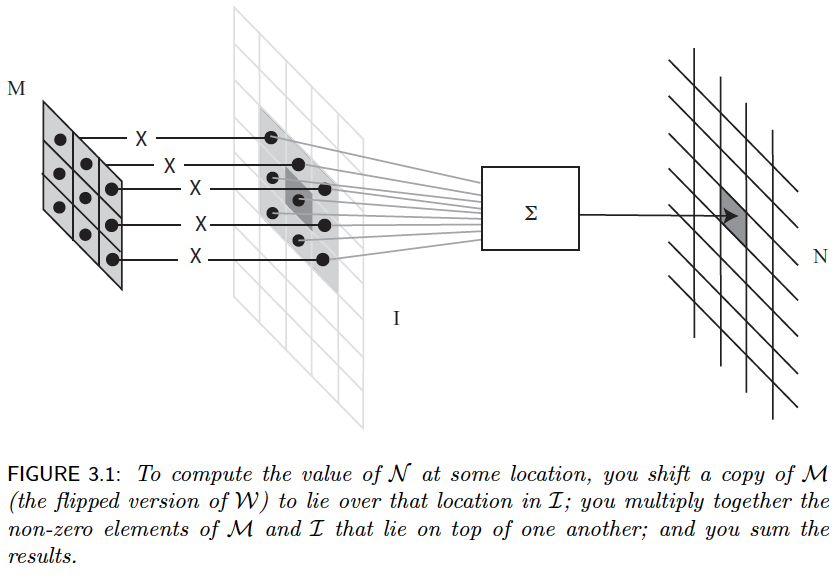 M
X
X
X
X
X
Σ
I
N
FIGURE 3.1: To compute the value of 𝒩 at some location, you shift a copy of ℳ
(the flipped version of 𝒲) to lie over that location in ℐ; you multiply together the
non-zero elements of ℳ and ℐ that lie on top of one another; and you sum the
results.